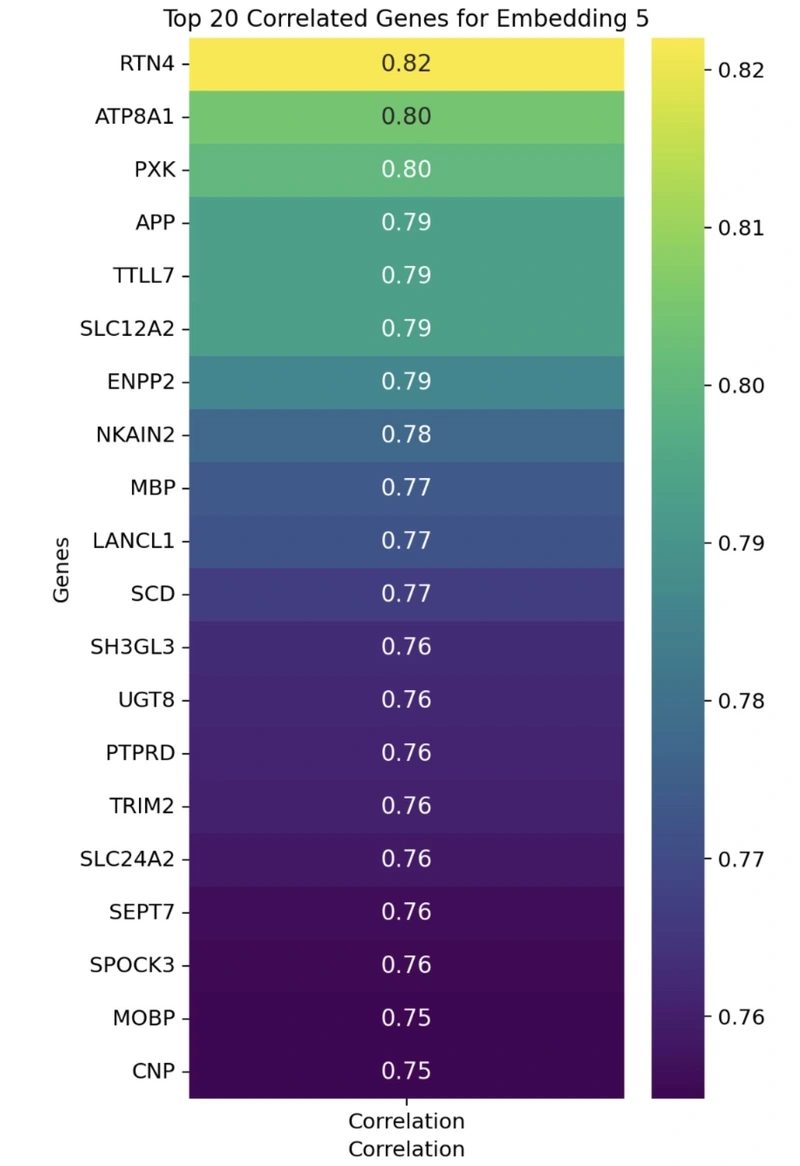 Top 20 Correlated Genes for Embedding 5
RTN4 0.82
ATP8A1 0.80
PXK 0.80
APP 0.79
TTLL7 0.79
SLC12A2 0.79
ENPP2 0.79
NKAIN2 0.78
MBP 0.77
LANCL1 0.77
SCD 0.77
SH3GL3 0.76
UGT8 0.76
PTPRD 0.76
TRIM2 0.76
SLC24A2 0.76
SEPT7 0.76
SPOCK3 0.76
MOBP 0.75
CNP 0.75
Genes
Correlation
Correlation
0.82
0.81
0.80
0.79
0.78
0.77
0.76